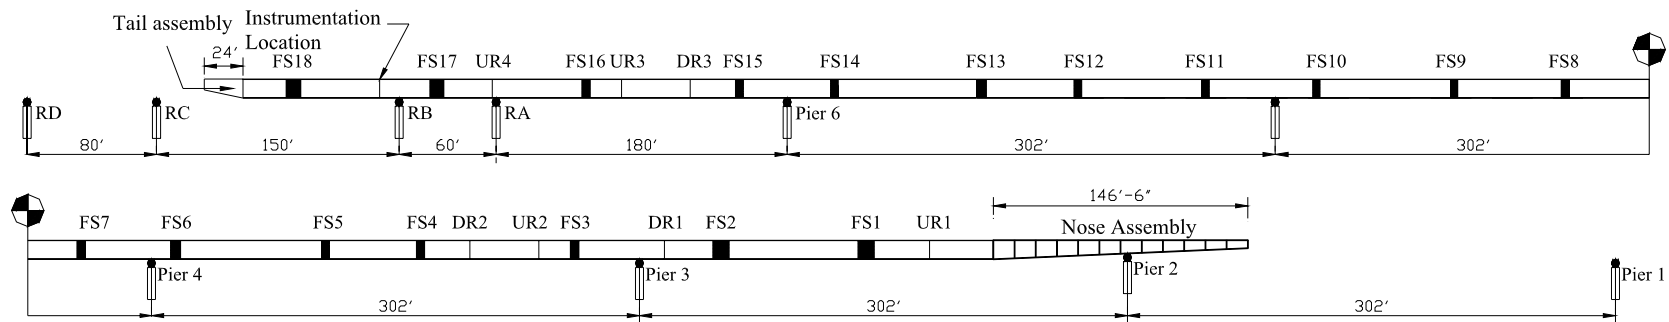 Tail assembly
Instrumentation
Location
24'
FS18
FS17
UR4
FS16
UR3
DR3
FS15
FS14
FS13
FS12
FS11
FS10
FS9
FS8
RD
RC
RB
RA
Pier 6
80'
150'
60'
180'
302'
302'
146'-6"
Nose Assembly
FS7
FS6
FS5
FS4
DR2
UR2
FS3
DR1
FS2
FS1
UR1
Pier 4
Pier 3
Pier 2
Pier 1
302'
302'
302'